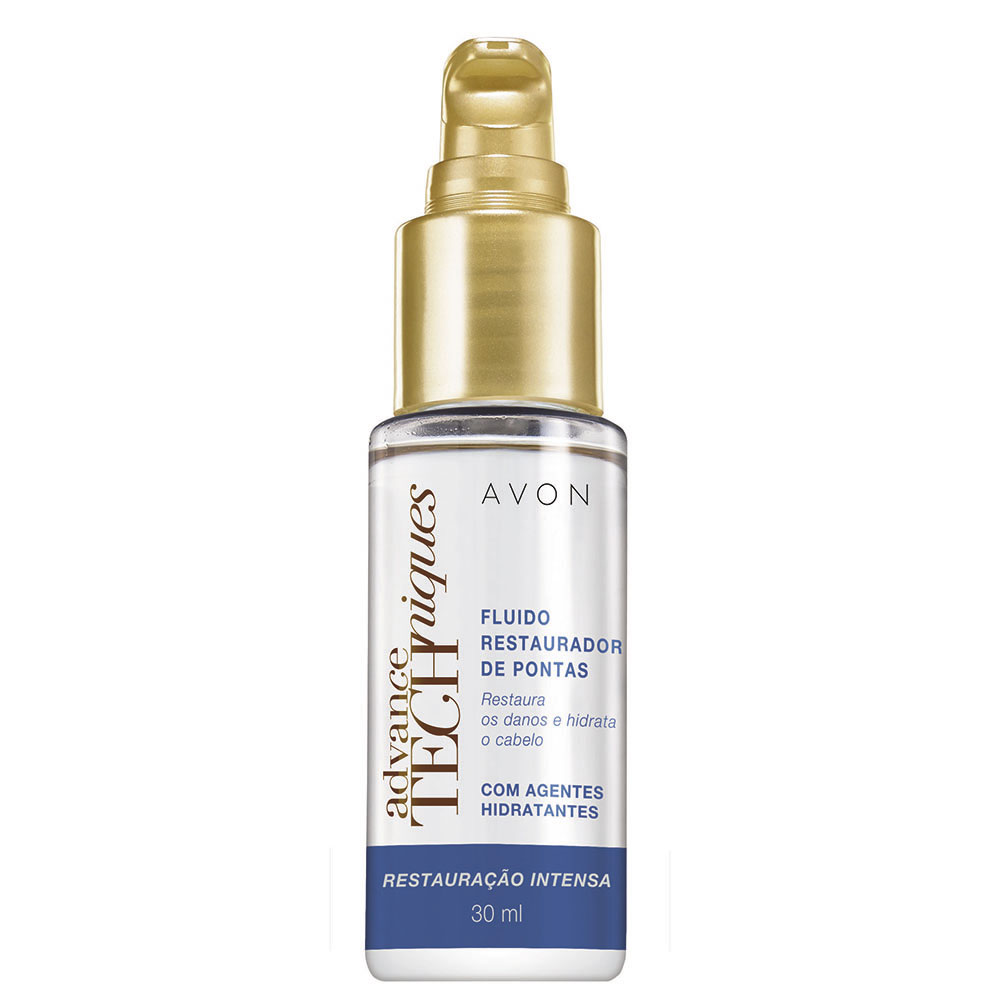 AVON
advance
TECHniques
FLUIDO
RESTAURADOR
DE PONTAS
Restaura
os danos e hidrata
o cabelo
COM AGENTES
HIDRATANTES
RESTAURAÇÃO INTENSA
30 ml